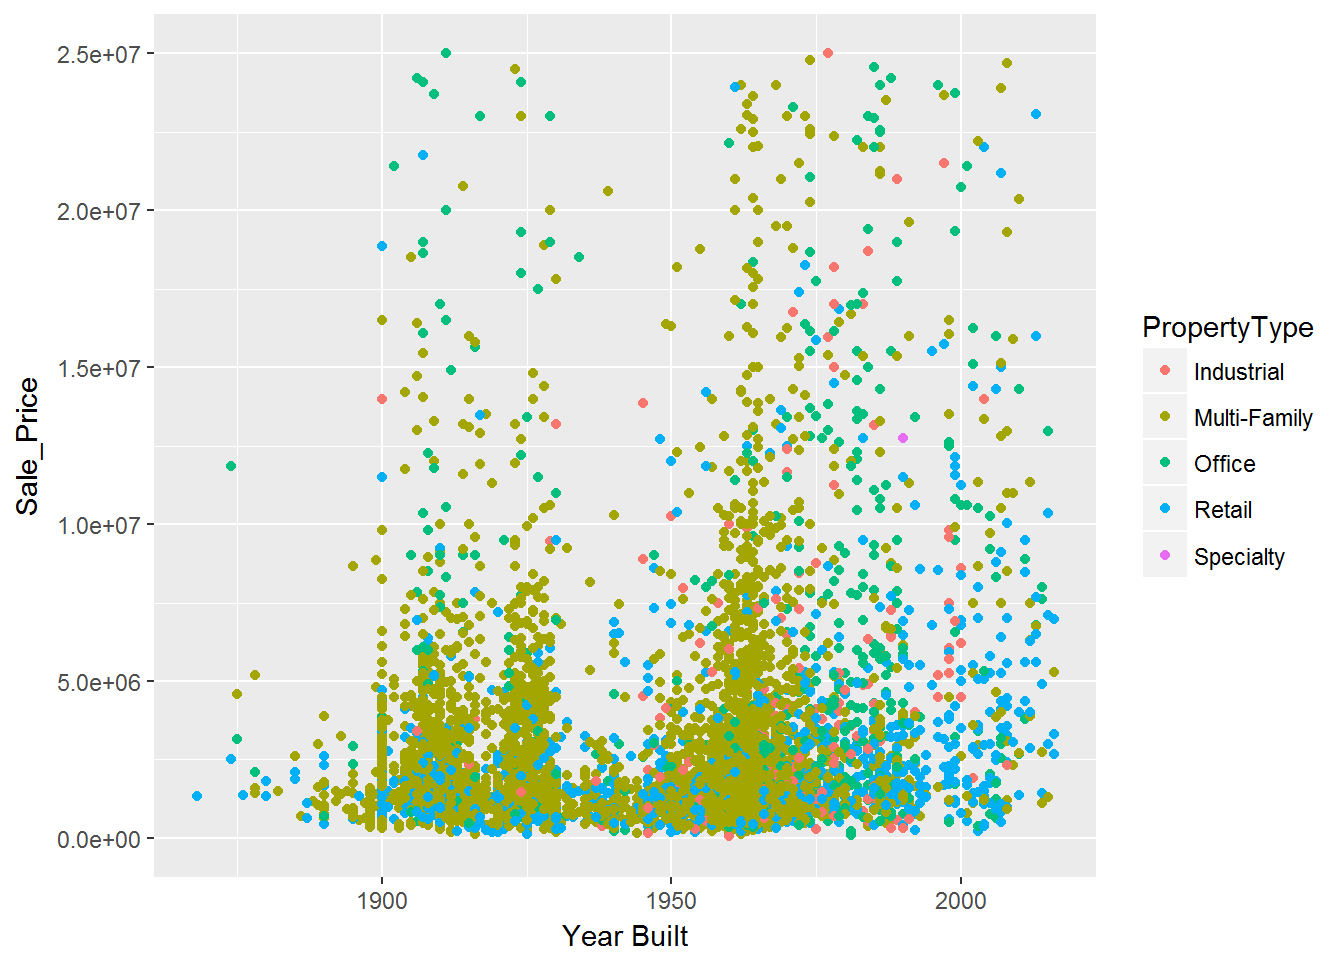 2.5e+07
2.0e+07
1.5e+07
1.0e+07
5.0e+06
0.0e+00
Sale_Price
1900 1950 2000
Year Built
PropertyType
Industrial
Multi-Family
Office
Retail
Specialty